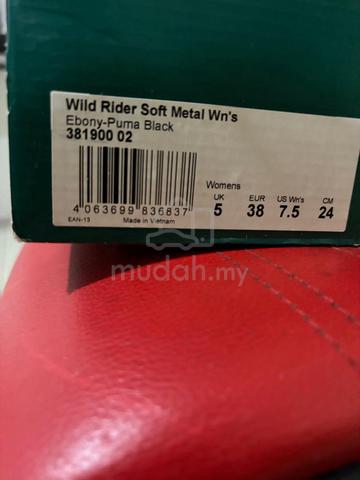 Wild Rider Soft Metal Wn's
Ebony-Puma Black
381900 02
Womens
UK EUR US Wn's CM
5 38 7.5 24
4 063699 836837
EAN-13 Made in Vietnam
mudah.my